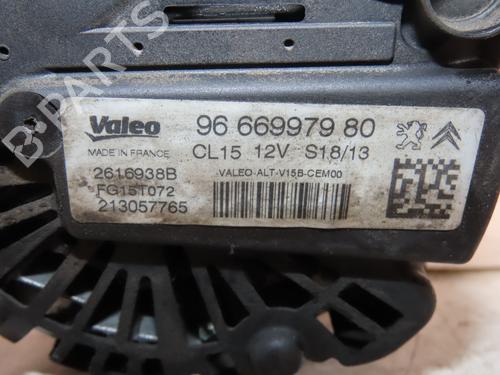 B-PARTS
Valeo
96 669979 80
MADE IN FRANCE
CL15 12V S18/13
2616938B
VALEO-ALT-V15B-CEM00
FG15T072
213057765